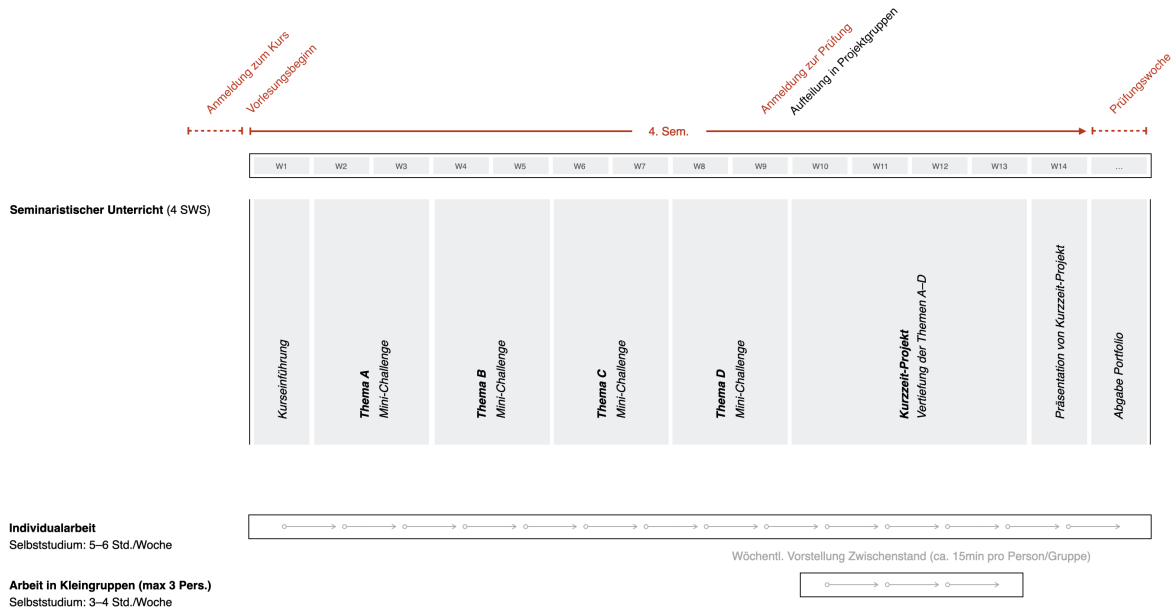 Anmeldung zum Kurs
Vorlesungsbeginn
Anmeldung zur Prüfung
Aufteilung in Projektgruppen
Prüfungswoche
4. Sem.
W1 W2 W3 W4 W5 W6 W7 W8 W9 W10 W11 W12 W13 W14 ...
Seminaristischer Unterricht (4 SWS)
Kurseinführung
Thema A
Mini-Challenge
Thema B
Mini-Challenge
Thema C
Mini-Challenge
Thema D
Mini-Challenge
Kurzzeit-Projekt
Vertiefung der Themen A–D
Präsentation von Kurzzeit-Projekt
Abgabe Portfolio
Individualarbeit
Selbststudium: 5–6 Std./Woche
Wöchentl. Vorstellung Zwischenstand (ca. 15min pro Person/Gruppe)
Arbeit in Kleingruppen (max 3 Pers.)
Selbststudium: 3–4 Std./Woche